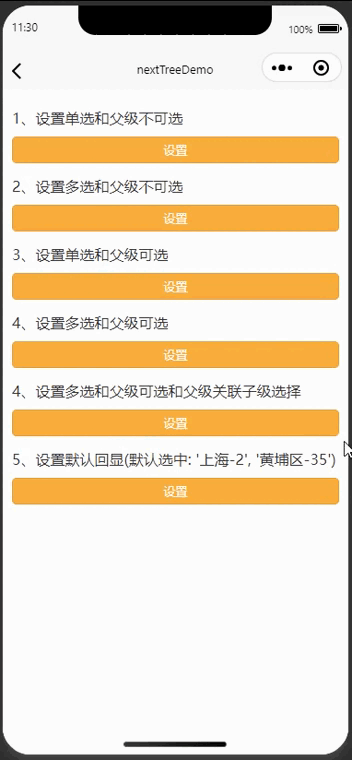 11:30
100%
nextTreeDemo
1、设置单选和父级不可选
设置
2、设置多选和父级不可选
设置
3、设置单选和父级可选
设置
4、设置多选和父级可选
设置
4、设置多选和父级可选和父级关联子级选择
设置
5、设置默认回显(默认选中: '上海-2', '黄埔区-35')
设置